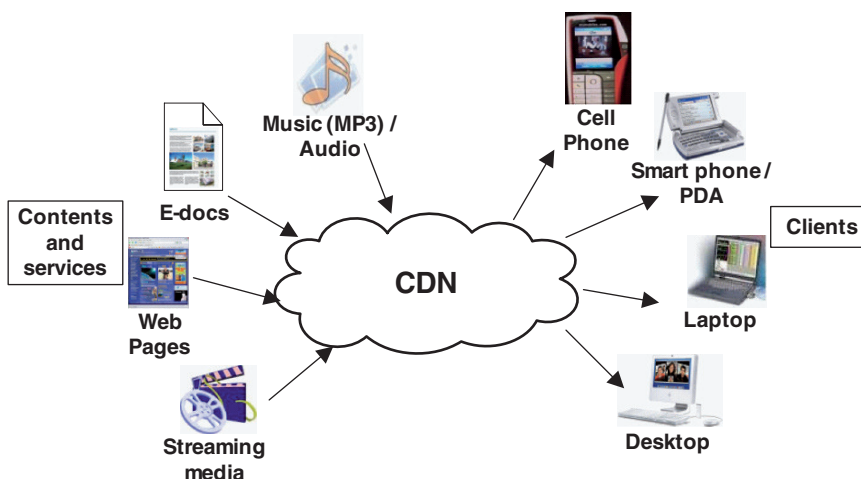 Music (MP3) /
Audio
E-docs
Contents
and
services
Web
Pages
Streaming
media
CDN
Cell
Phone
Smart phone /
PDA
Clients
Laptop
Desktop